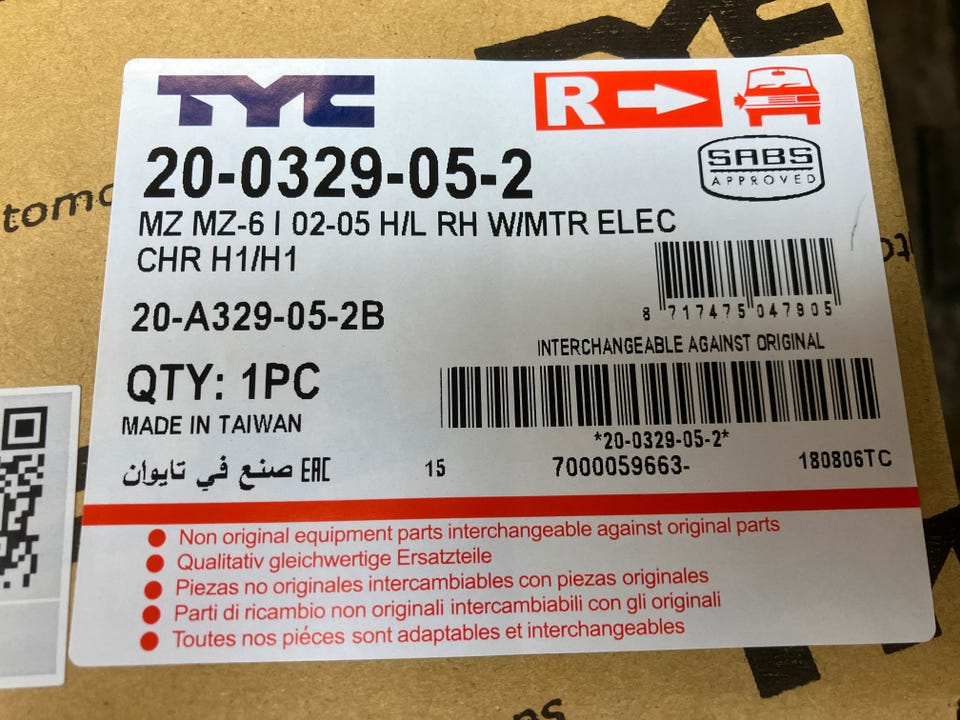 TYC
R
20-0329-05-2
SABS
APPROVED
MZ MZ-6 I 02-05 H/L RH W/MTR ELEC
CHR H1/H1
8 717475 047805
20-A329-05-2B
INTERCHANGEABLE AGAINST ORIGINAL
QTY: 1PC
MADE IN TAIWAN
*20-0329-05-2*
صنع في تايوان EAC
15
7000059663-
180806TC
Non original equipment parts interchangeable against original parts
Qualitativ gleichwertige Ersatzteile
Piezas no originales intercambiables con piezas originales
Parti di ricambio non originali intercambiabili con gli originali
Toutes nos piéces sont adaptables et interchangeables